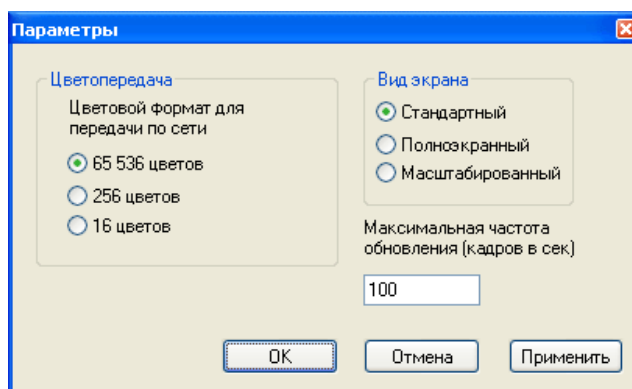 Параметры
Цветопередача
Цветовой формат для
передачи по сети
65 536 цветов
256 цветов
16 цветов
Вид экрана
Стандартный
Полноэкранный
Масштабированный
Максимальная частота
обновления (кадров в сек)
100
OK
Отмена
Применить